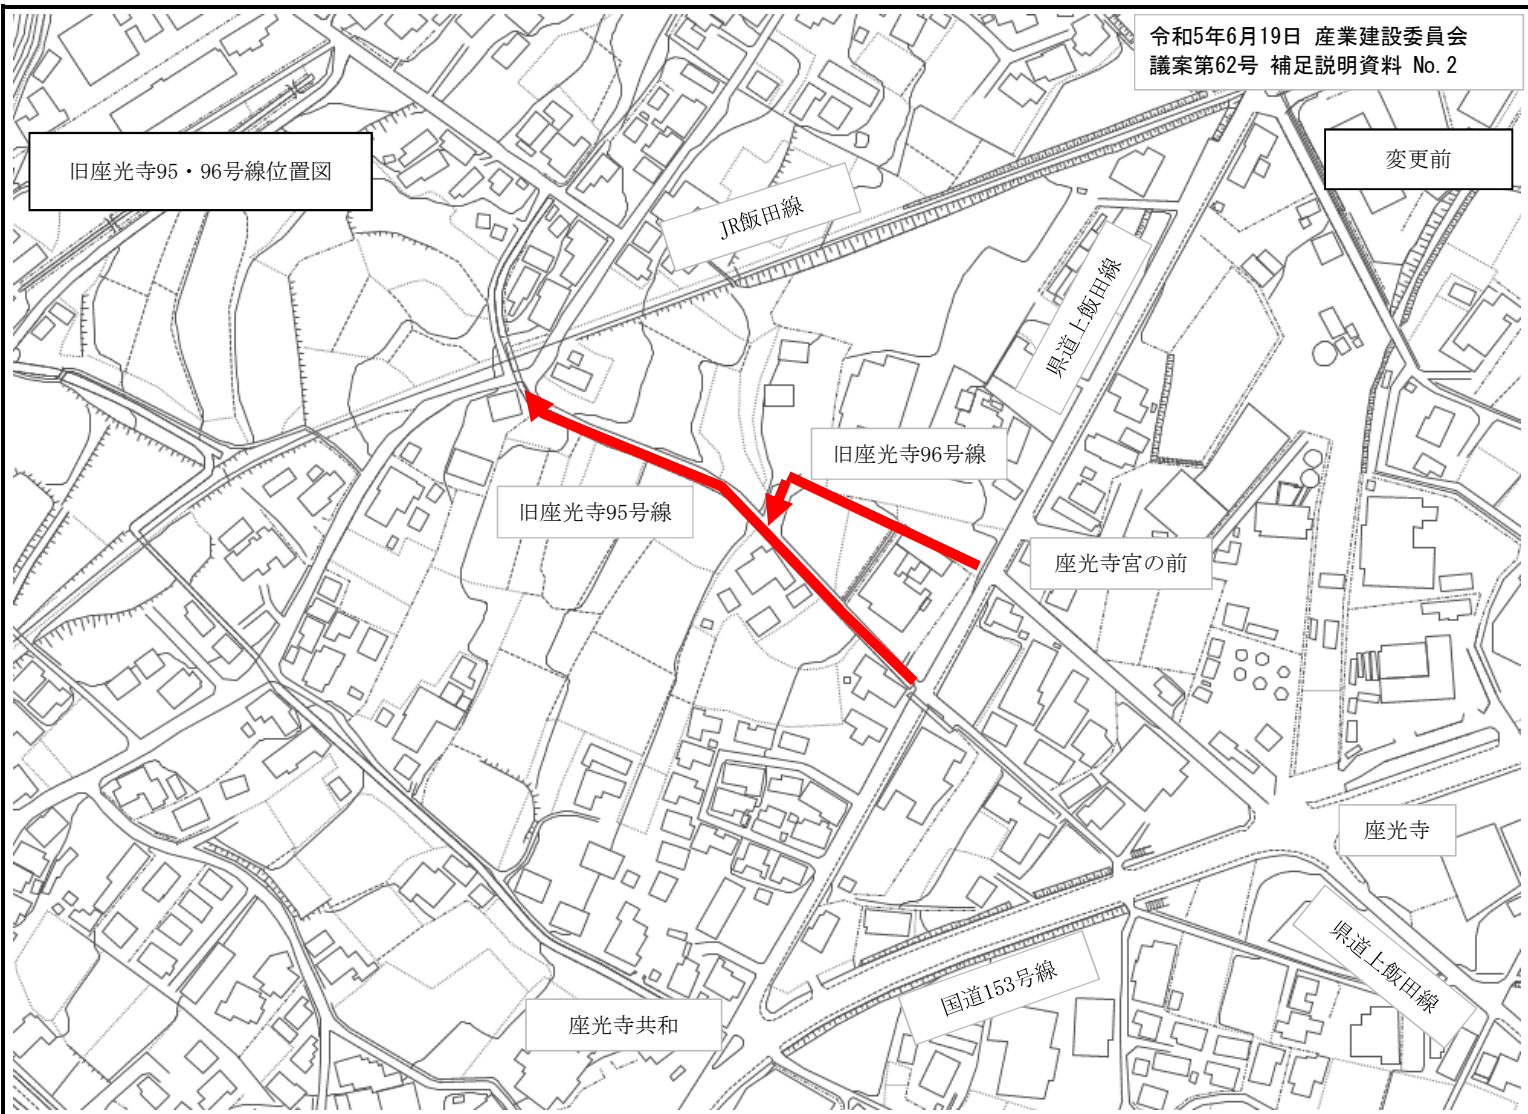 令和5年6月19日 産業建設委員会
議案第62号 補足説明資料 No.2
旧座光寺95・96号線位置図
変更前
JR飯田線
県道上飯田線
旧座光寺96号線
旧座光寺95号線
座光寺宮の前
座光寺
県道上飯田線
国道153号線
座光寺共和